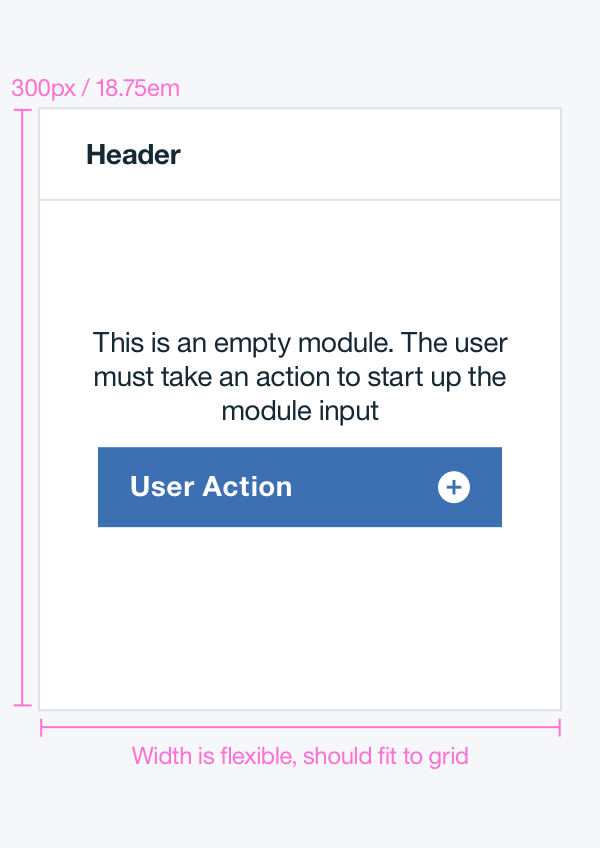 300px / 18.75em
Header
This is an empty module. The user
must take an action to start up the
module input
User Action
Width is flexible, should fit to grid